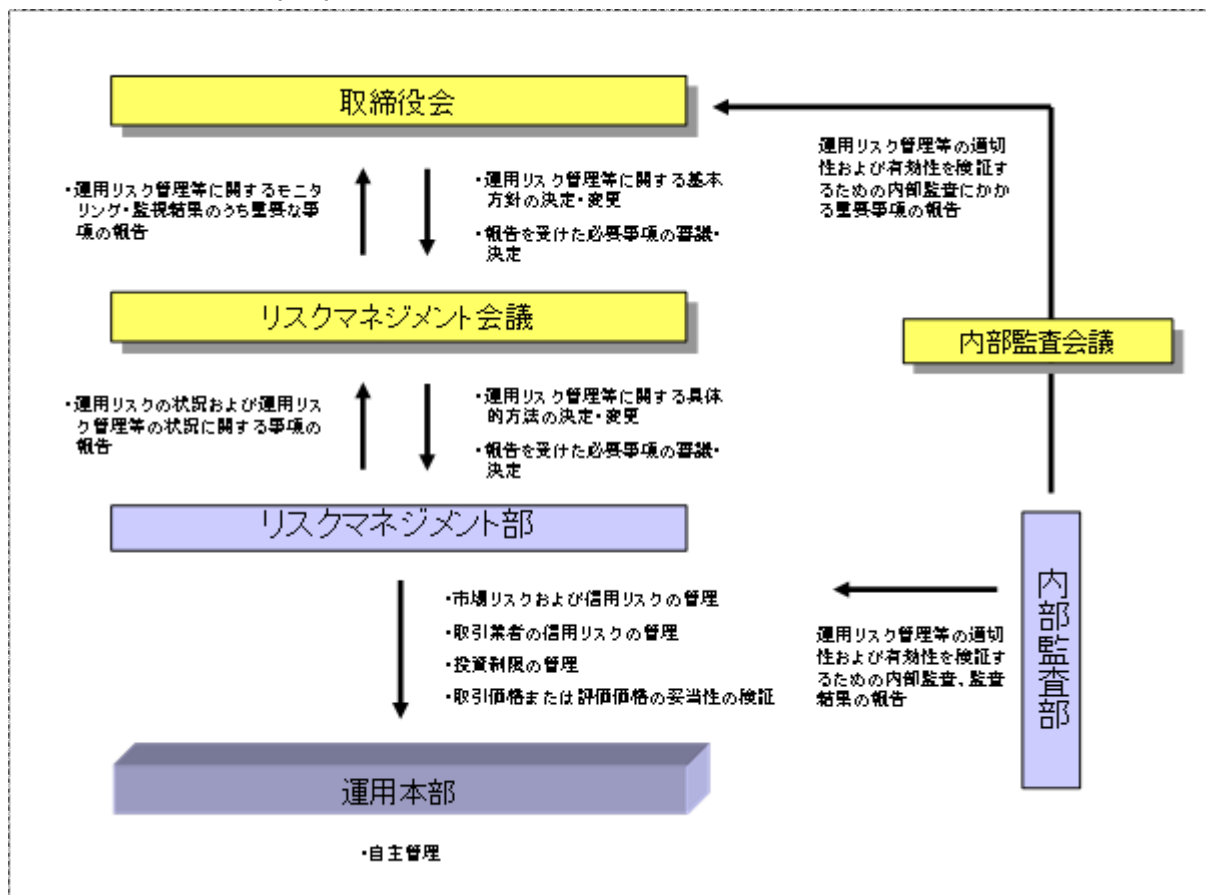 取締役会
・運用リスク管理等に関するモニ
タリング・監視結果のうち重要な事
項の報告
・運用リスク管理等に関する基本
方針の決定・変更
・報告を受けた必要事項の審議・
決定
運用リスク管理等の適切
性および有効性を検証す
るための内部監査にかか
る重要事項の報告
リスクマネジメント会議
内部監査会議
・運用リスクの状況および運用リス
ク管理等の状況に関する事項の
報告
・運用リスク管理等に関する具体
的方法の決定・変更
・報告を受けた必要事項の審議・
決定
リスクマネジメント部
内部監査部
・市場リスクおよび信用リスクの管理
・取引業者の信用リスクの管理
・投資制限の管理
・取引価格または評価価格の妥当性の検証
運用リスク管理等の適切
性および有効性を検証す
るための内部監査、監査
結果の報告
運用本部
・自主管理